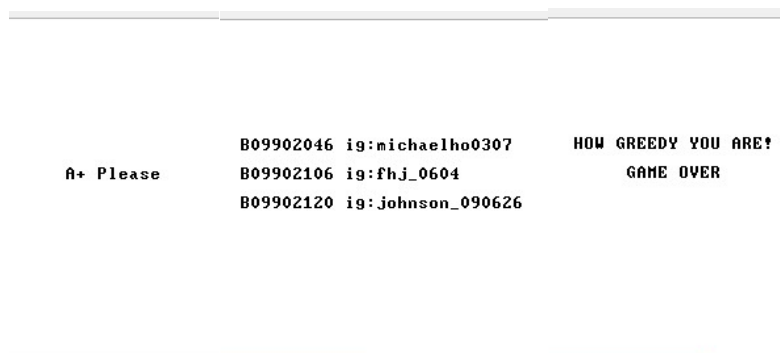 A+ Please
B09902046 ig:michaelho0307
B09902106 ig:fhj_0604
B09902120 ig:johnson_090626
HOW GREEDY YOU ARE!
GAME OVER